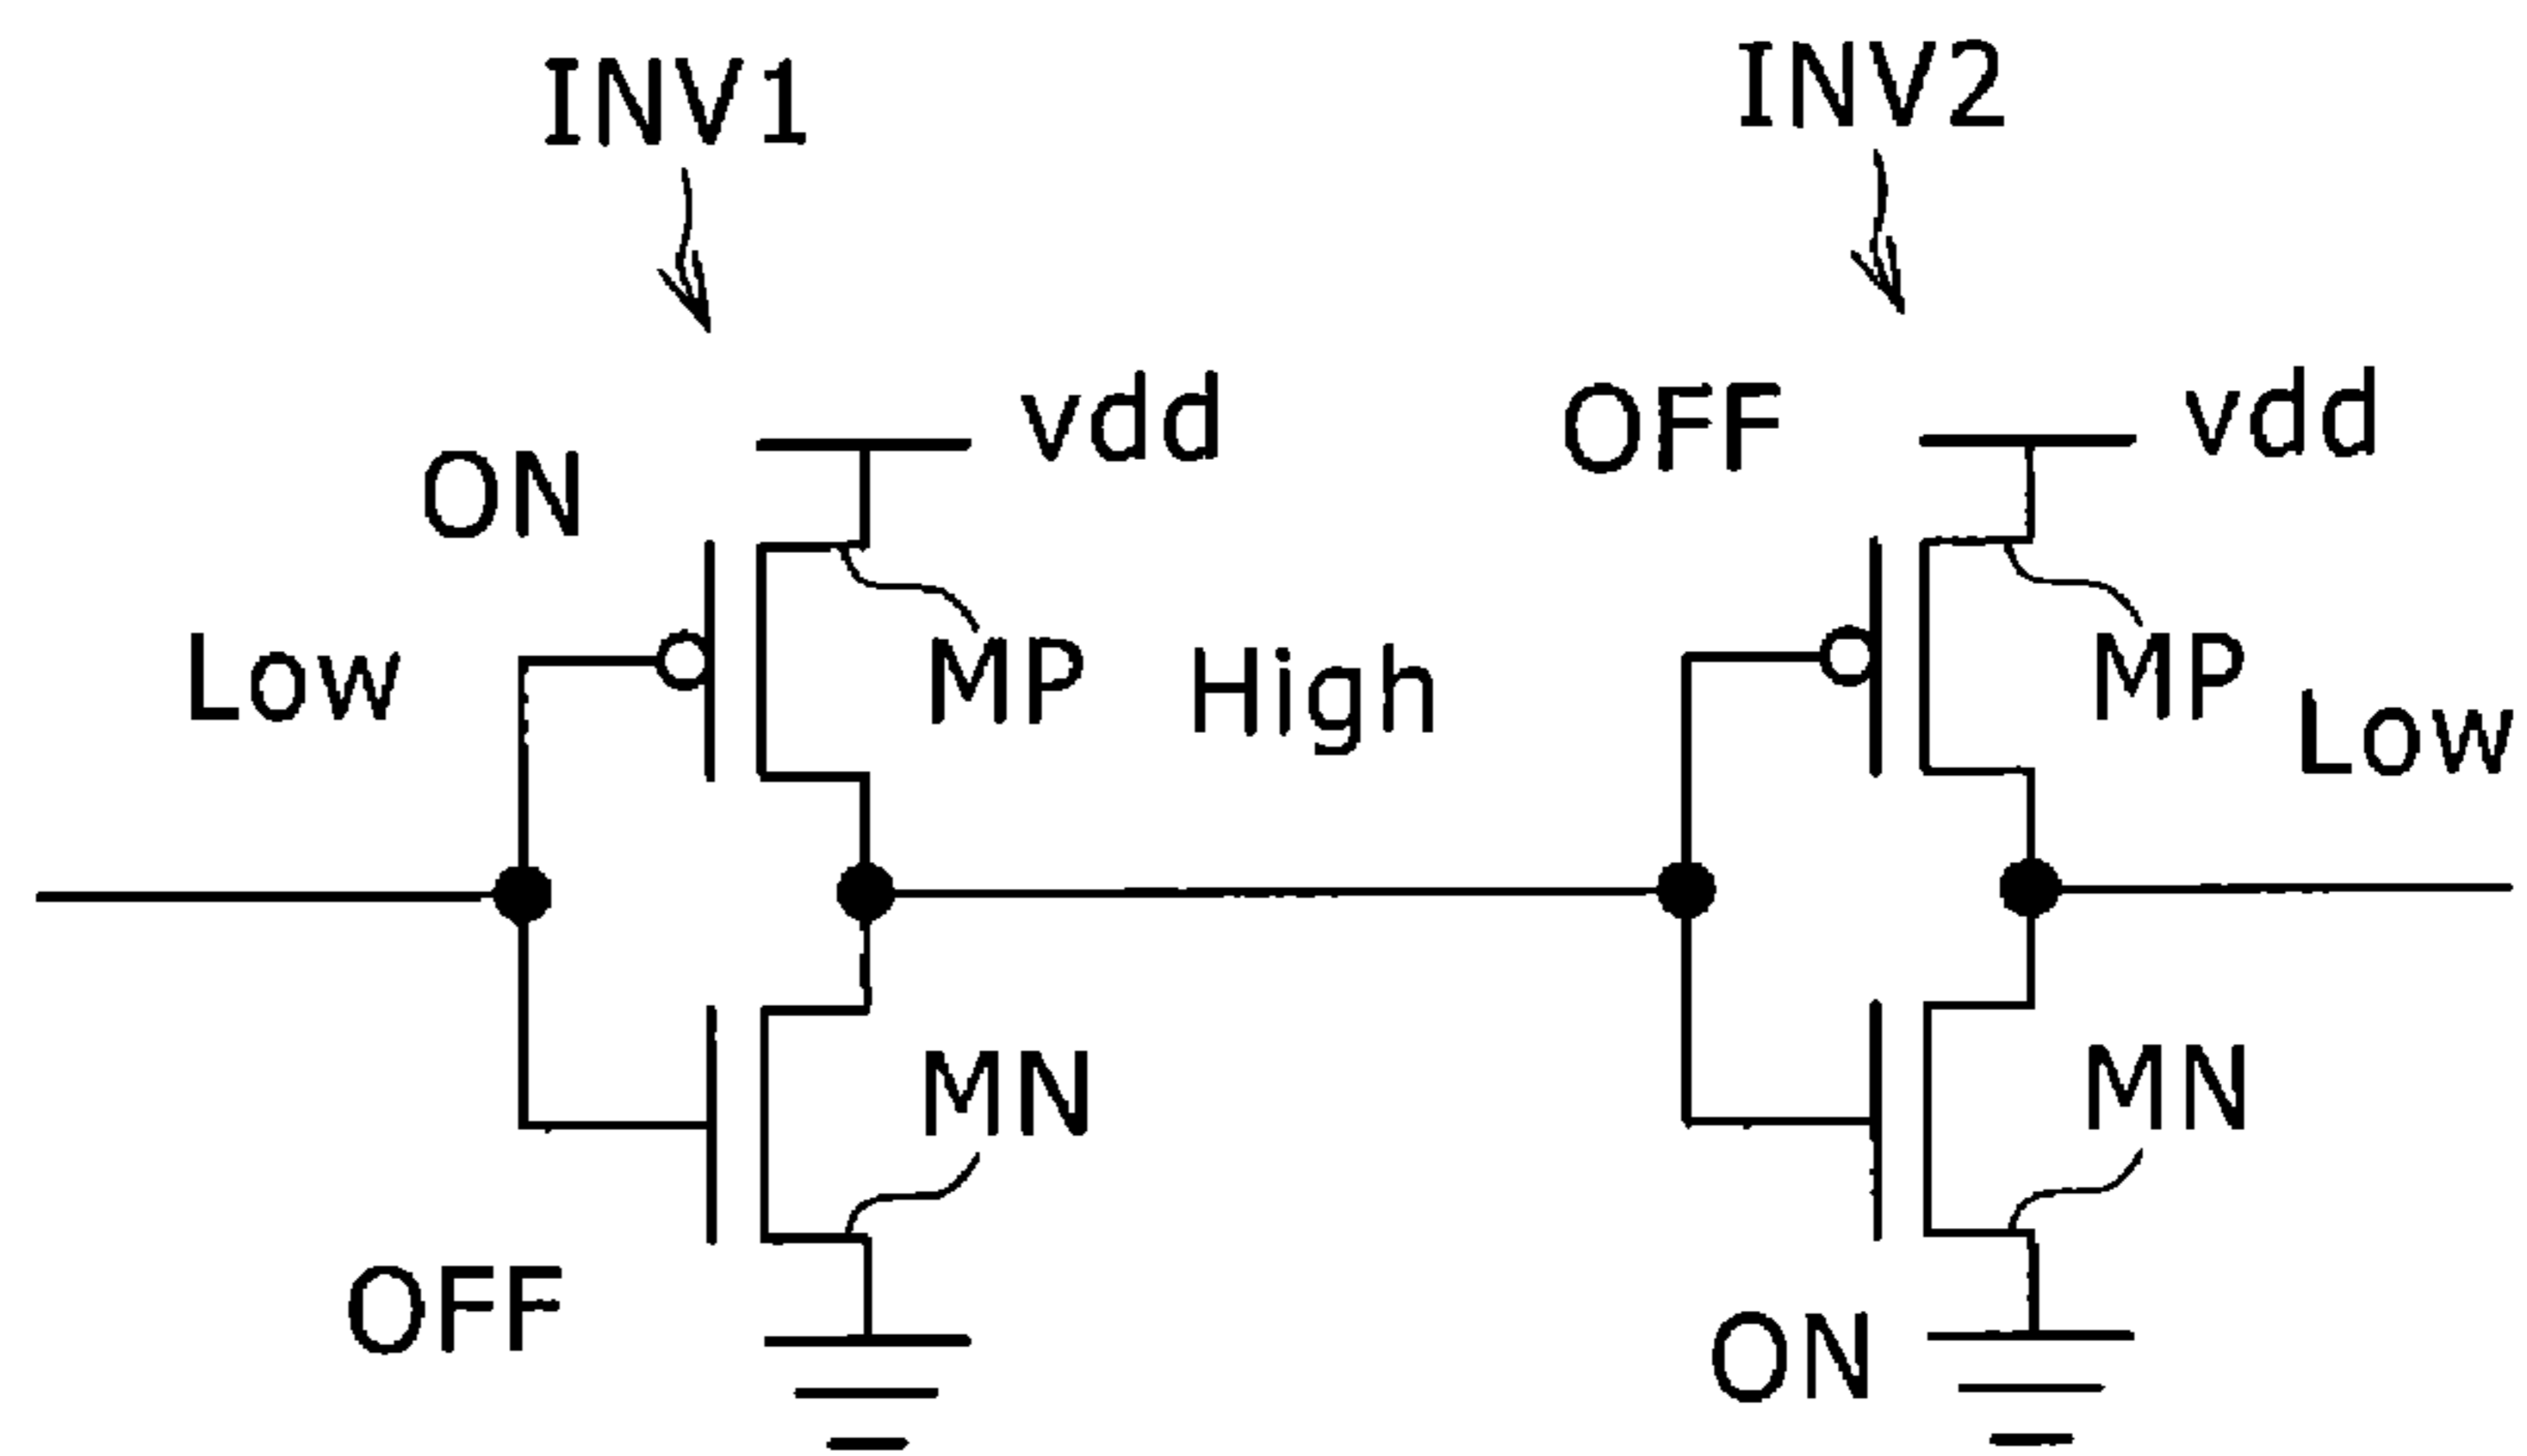 INV1
INV2
vdd
OFF
vdd
ON
Low
MP
High
MP
Low
MN
MN
OFF
ON